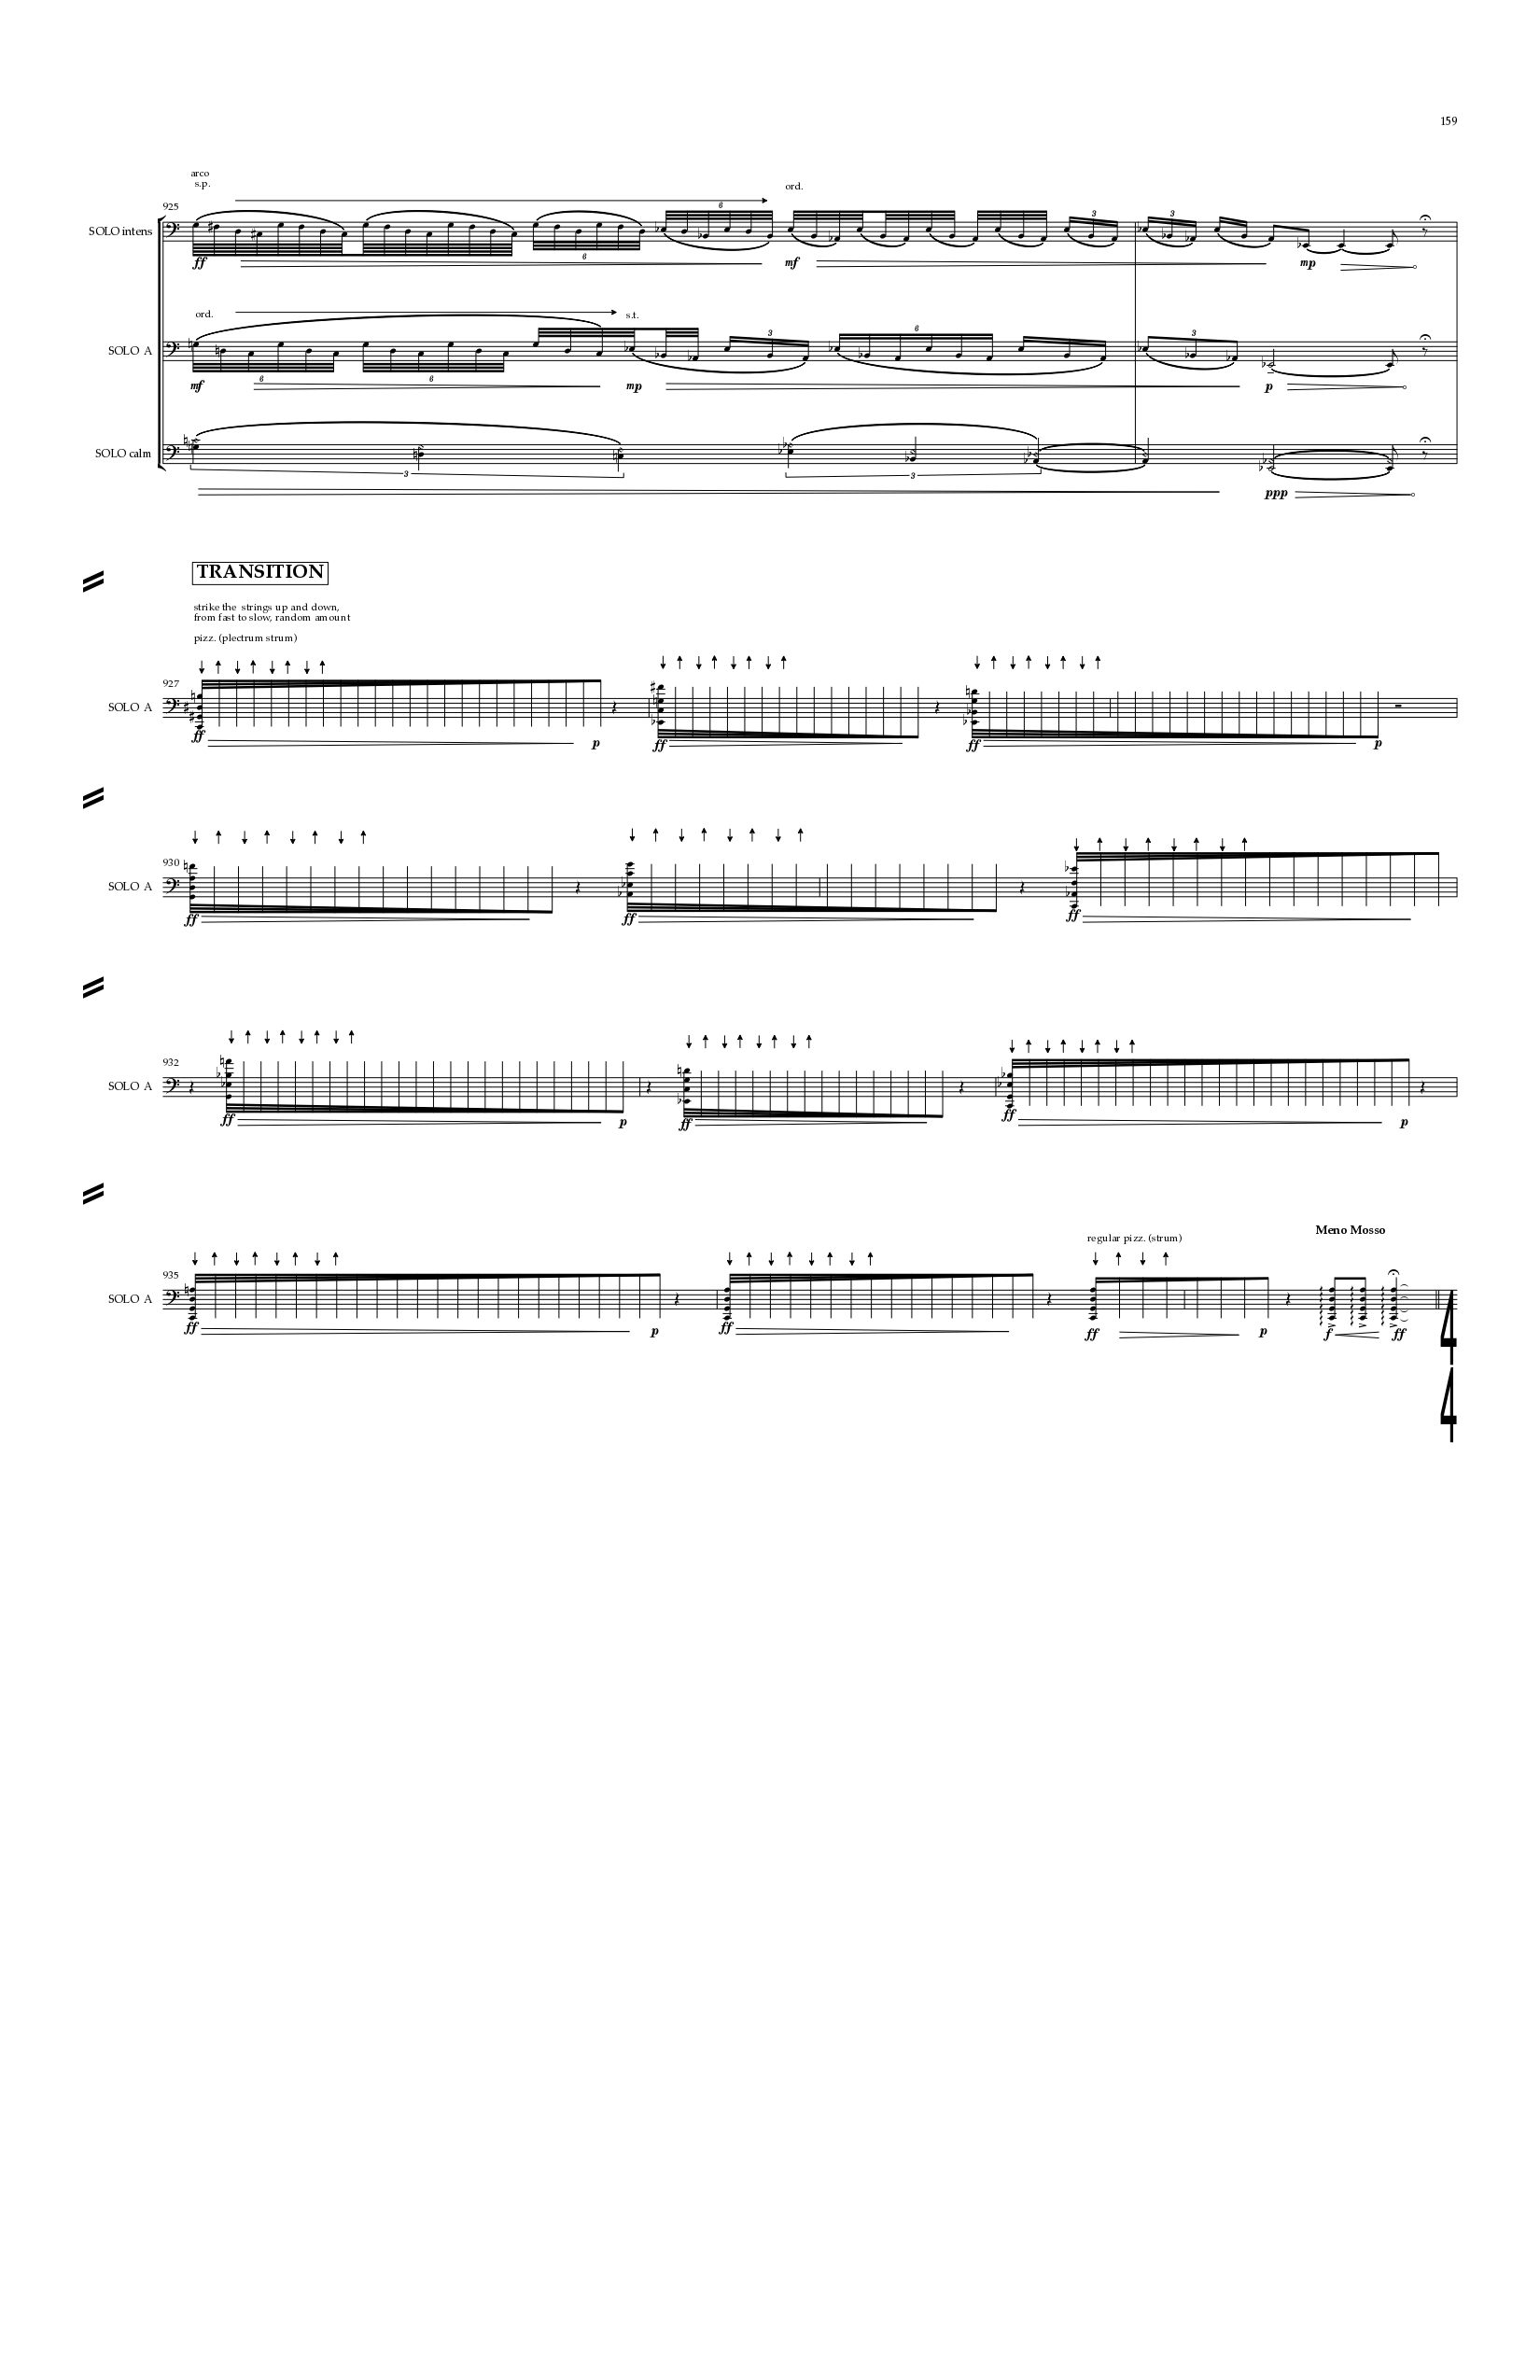 159
arco
s.p.
ord.
925
SOLO intens
6
6
3
3
ff
mf
mp
ord.
s.t.
SOLO A
6
6
3
6
3
mf
mp
p
SOLO calm
3
3
ppp
TRANSITION
strike the strings up and down,
from fast to slow, random amount
pizz. (plectrum strum)
927
SOLO A
ff p ff ff p
930
SOLO A
ff ff ff
932
SOLO A
ff p ff ff p
Meno Mosso
regular pizz. (strum)
935
SOLO A
ff p ff ff p f ff
4
4